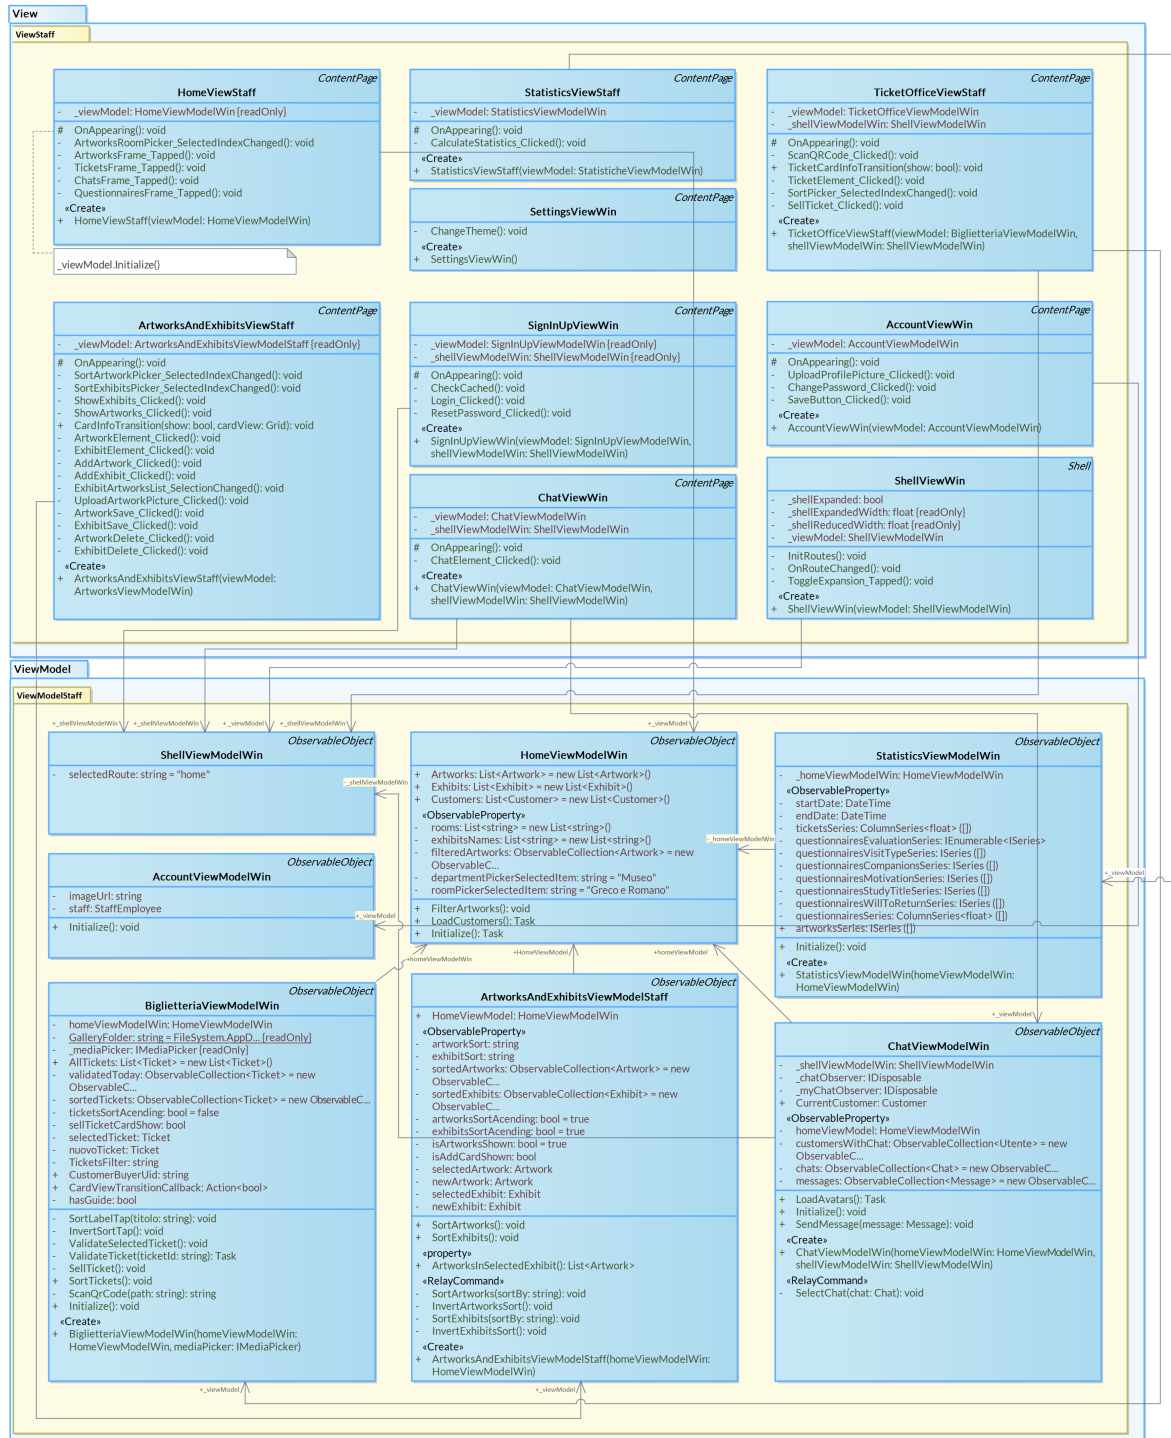 View
ViewStaff
ContentPage
HomeViewStaff
- _viewModel: HomeViewModelWin {readOnly}
# OnAppearing(): void
- ArtworksRoomPicker_SelectedIndexChanged(): void
- ArtworksFrame_Tapped(): void
- TicketsFrame_Tapped(): void
- ChatsFrame_Tapped(): void
- QuestionnairesFrame_Tapped(): void
«Create»
+ HomeViewStaff(viewModel: HomeViewModelWin)
_viewModel.Initialize()
ContentPage
StatisticsViewStaff
- _viewModel: StatisticsViewModelWin
# OnAppearing(): void
- CalculateStatistics_Clicked(): void
«Create»
+ StatisticsViewStaff(viewModel: StatisticheViewModelWin)
ContentPage
SettingsViewWin
- ChangeTheme(): void
«Create»
+ SettingsViewWin()
ContentPage
TicketOfficeViewStaff
- _viewModel: TicketOfficeViewModelWin
- _shellViewModelWin: ShellViewModelWin
# OnAppearing(): void
- ScanQRCode_Clicked(): void
+ TicketCardInfoTransition(show: bool): void
- TicketElement_Clicked(): void
- SortPicker_SelectedIndexChanged(): void
- SellTicket_Clicked(): void
«Create»
+ TicketOfficeViewStaff(viewModel: BiglietteriaViewModelWin,
shellViewModelWin: ShellViewModelWin)
ContentPage
ArtworksAndExhibitsViewStaff
- _viewModel: ArtworksAndExhibitsViewModelStaff {readOnly}
# OnAppearing(): void
- SortArtworkPicker_SelectedIndexChanged(): void
- SortExhibitsPicker_SelectedIndexChanged(): void
- ShowExhibits_Clicked(): void
- ShowArtworks_Clicked(): void
+ CardInfoTransition(show: bool, cardView: Grid): void
- ArtworkElement_Clicked(): void
- ExhibitElement_Clicked(): void
- AddArtwork_Clicked(): void
- AddExhibit_Clicked(): void
- ExhibitArtworksList_SelectionChanged(): void
- UploadArtworkPicture_Clicked(): void
- ArtworkSave_Clicked(): void
- ExhibitSave_Clicked(): void
- ArtworkDelete_Clicked(): void
- ExhibitDelete_Clicked(): void
«Create»
+ ArtworksAndExhibitsViewStaff(viewModel:
ArtworksViewModelWin)
ContentPage
SignInUpViewWin
- _viewModel: SignInUpViewModelWin {readOnly}
- _shellViewModelWin: ShellViewModelWin {readOnly}
# OnAppearing(): void
- CheckCached(): void
- Login_Clicked(): void
- ResetPassword_Clicked(): void
«Create»
+ SignInUpViewWin(viewModel: SignInUpViewModelWin,
shellViewModelWin: ShellViewModelWin)
ContentPage
AccountViewWin
- _viewModel: AccountViewModelWin
# OnAppearing(): void
- UploadProfilePicture_Clicked(): void
- ChangePassword_Clicked(): void
- SaveButton_Clicked(): void
«Create»
+ AccountViewWin(viewModel: AccountViewModelWin)
ContentPage
ChatViewWin
- _viewModel: ChatViewModelWin
- _shellViewModelWin: ShellViewModelWin
# OnAppearing(): void
- ChatElement_Clicked(): void
«Create»
+ ChatViewWin(viewModel: ChatViewModelWin,
shellViewModelWin: ShellViewModelWin)
Shell
ShellViewWin
- _shellExpanded: bool
- _shellExpandedWidth: float {readOnly}
- _shellReducedWidth: float {readOnly}
- _viewModel: ShellViewModelWin
- InitRoutes(): void
- OnRouteChanged(): void
- ToggleExpansion_Tapped(): void
«Create»
+ ShellViewWin(viewModel: ShellViewModelWin)
ViewModel
ViewModelStaff
+_shellViewModelWin
+_shellViewModelWin
+_viewModel
+_shellViewModelWin
+_viewModel
ObservableObject
ShellViewModelWin
- selectedRoute: string = "home"
-_shellViewModelWin
ObservableObject
HomeViewModelWin
+ Artworks: List<Artwork> = new List<Artwork>()
+ Exhibits: List<Exhibit> = new List<Exhibit>()
+ Customers: List<Customer> = new List<Customer>()
«ObservableProperty»
- rooms: List<string> = new List<string>()
- exhibitsNames: List<string> = new List<string>()
- filteredArtworks: ObservableCollection<Artwork> = new
ObservableC...
- departmentPickerSelectedItem: string = "Museo"
- roomPickerSelectedItem: string = "Greco e Romano"
+ FilterArtworks(): void
+ LoadCustomers(): Task
+ Initialize(): Task
-_homeViewModelWin
ObservableObject
StatisticsViewModelWin
- _homeViewModelWin: HomeViewModelWin
«ObservableProperty»
- startDate: DateTime
- endDate: DateTime
- ticketsSeries: ColumnSeries<float> ([])
- questionnairesEvaluationSeries: IEnumerable<ISeries>
- questionnairesVisitTypeSeries: ISeries ([])
- questionnairesCompanionsSeries: ISeries ([])
- questionnairesMotivationSeries: ISeries ([])
- questionnairesStudyTitleSeries: ISeries ([])
- questionnairesWillToReturnSeries: ISeries ([])
- questionnairesSeries: ColumnSeries<float> ([])
+ artworksSeries: ISeries ([])
+ Initialize(): void
«Create»
+ StatisticsViewModelWin(homeViewModelWin:
HomeViewModelWin)
+_viewModel
ObservableObject
AccountViewModelWin
- imageUrl: string
- staff: StaffEmployee
+ Initialize(): void
+_viewModel
+homeViewModelWin
+HomeViewModel
+homeViewModelWin
+_viewModel
ObservableObject
BiglietteriaViewModelWin
- homeViewModelWin: HomeViewModelWin
- GalleryFolder: string = FileSystem.AppD... {readOnly}
- _mediaPicker: IMediaPicker {readOnly}
+ AllTickets: List<Ticket> = new List<Ticket>()
- validatedToday: ObservableCollection<Ticket> = new
ObservableC...
- sortedTickets: ObservableCollection<Ticket> = new ObservableC...
- ticketsSortAcending: bool = false
- sellTicketCardShow: bool
- selectedTicket: Ticket
- nuovoTicket: Ticket
- TicketsFilter: string
+ CustomerBuyerUid: string
+ CardViewTransitionCallback: Action<bool>
- hasGuide: bool
- SortLabelTap(titolo: string): void
- InvertSortTap(): void
- ValidateSelectedTicket(): void
- ValidateTicket(ticketId: string): Task
- SellTicket(): void
+ SortTickets(): void
- ScanQrCode(path: string): string
+ Initialize(): void
«Create»
+ BiglietteriaViewModelWin(homeViewModelWin:
HomeViewModelWin, mediaPicker: IMediaPicker)
ObservableObject
ArtworksAndExhibitsViewModelStaff
+ HomeViewModel: HomeViewModelWin
«ObservableProperty»
- artworkSort: string
- exhibitSort: string
- sortedArtworks: ObservableCollection<Artwork> = new
ObservableC...
- sortedExhibits: ObservableCollection<Exhibit> = new
ObservableC...
- artworksSortAcending: bool = true
- exhibitsSortAcending: bool = true
- isArtworksShown: bool = true
- isAddCardShown: bool
- selectedArtwork: Artwork
- newArtwork: Artwork
- selectedExhibit: Exhibit
- newExhibit: Exhibit
+ SortArtworks(): void
+ SortExhibits(): void
«property»
+ ArtworksInSelectedExhibit(): List<Artwork>
«RelayCommand»
- SortArtworks(sortBy: string): void
- InvertArtworksSort(): void
- SortExhibits(sortBy: string): void
- InvertExhibitsSort(): void
«Create»
+ ArtworksAndExhibitsViewModelStaff(homeViewModelWin:
HomeViewModelWin)
ObservableObject
ChatViewModelWin
- _shellViewModelWin: ShellViewModelWin
- _chatObserver: IDisposable
- _myChatObserver: IDisposable
+ CurrentCustomer: Customer
«ObservableProperty»
- homeViewModel: HomeViewModelWin
- customersWithChat: ObservableCollection<Utente> = new
ObservableC...
- chats: ObservableCollection<Chat> = new ObservableC...
- messages: ObservableCollection<Message> = new ObservableC...
+ LoadAvatars(): Task
+ Initialize(): void
+ SendMessage(message: Message): void
«Create»
+ ChatViewModelWin(homeViewModelWin: HomeViewModelWin,
shellViewModelWin: ShellViewModelWin)
«RelayCommand»
- SelectChat(chat: Chat): void
+_viewModel
+_viewModel